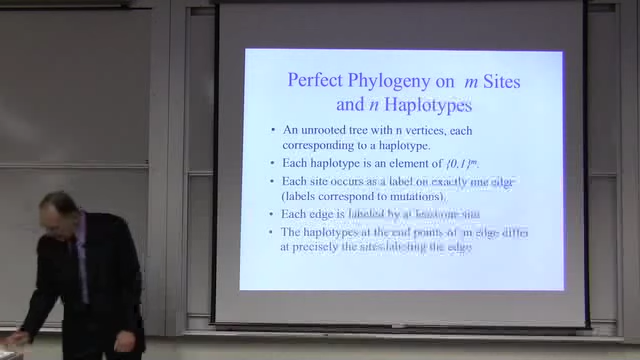 Perfect Phylogeny on m Sites
and n Haplotypes
• An unrooted tree with n vertices, each
corresponding to a haplotype.
• Each haplotype is an element of {0,1}ᵐ.
• Each site occurs as a label on exactly one edge
(labels correspond to mutations).
• Each edge is labeled by at least one
• The haplotypes at the end points of an edge differ
at precisely the sites labeling the edge